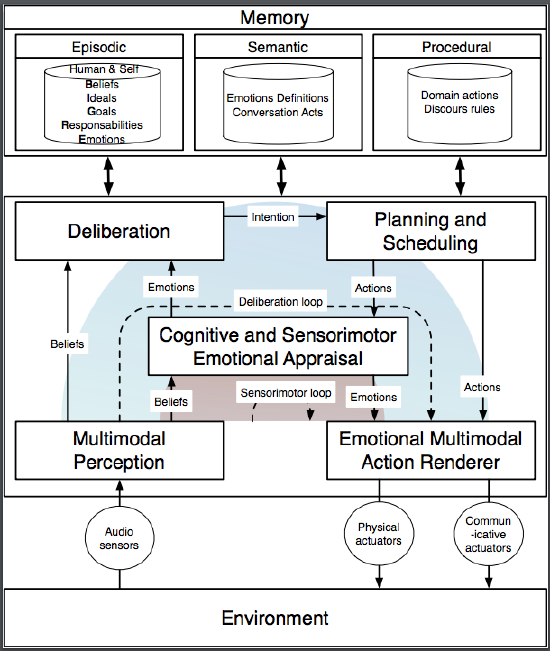 Memory
Episodic
Semantic
Procedural
Human & Self
Beliefs
Ideals
Goals
Responsabilities
Emotions
Emotions Definitions
Conversation Acts
Domain actions
Discours rules
Deliberation
Intention
Planning and
Scheduling
Emotions
Actions
Deliberation loop
Cognitive and Sensorimotor
Emotional Appraisal
Beliefs
Beliefs
Sensorimotor loop
Emotions
Actions
Multimodal
Perception
Emotional Multimodal
Action Renderer
Audio
sensors
Physical
actuators
Commun
-icative
actuators
Environment